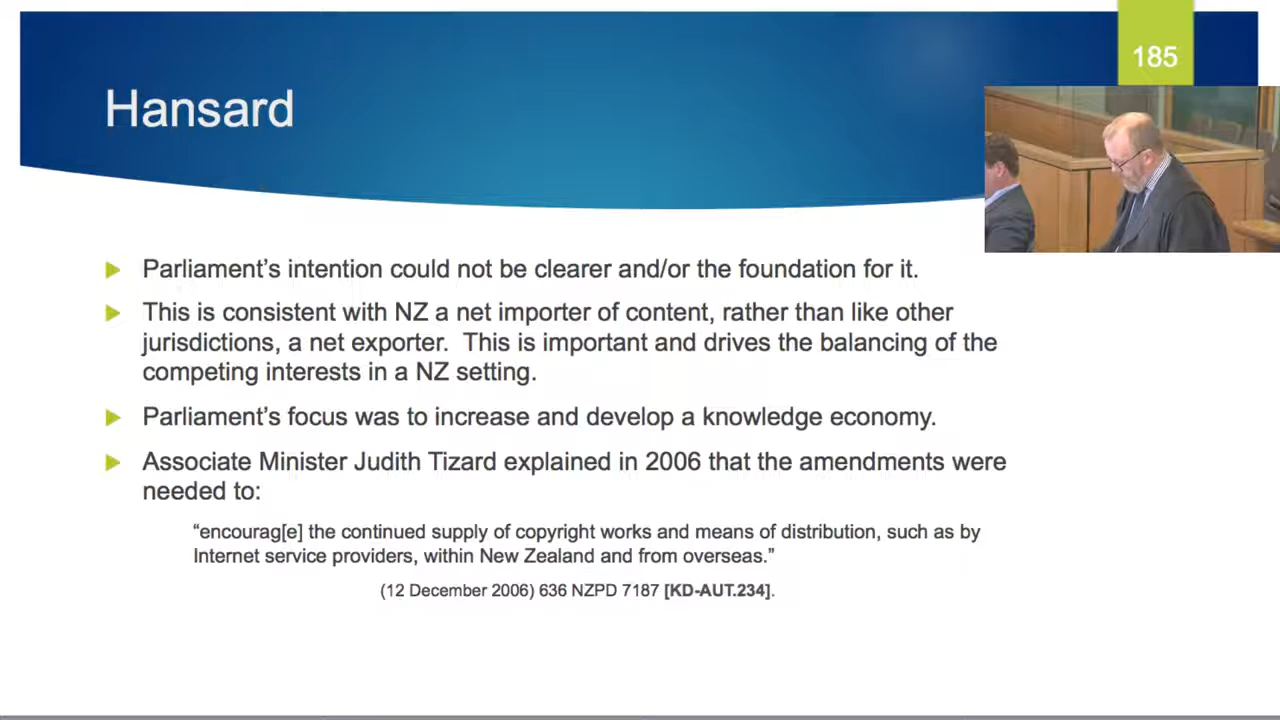 185
Hansard
Parliament’s intention could not be clearer and/or the foundation for it.
This is consistent with NZ a net importer of content, rather than like other
jurisdictions, a net exporter.  This is important and drives the balancing of the
competing interests in a NZ setting.
Parliament’s focus was to increase and develop a knowledge economy.
Associate Minister Judith Tizard explained in 2006 that the amendments were
needed to:
“encourag[e] the continued supply of copyright works and means of distribution, such as by
Internet service providers, within New Zealand and from overseas.”
(12 December 2006) 636 NZPD 7187 [KD-AUT.234].